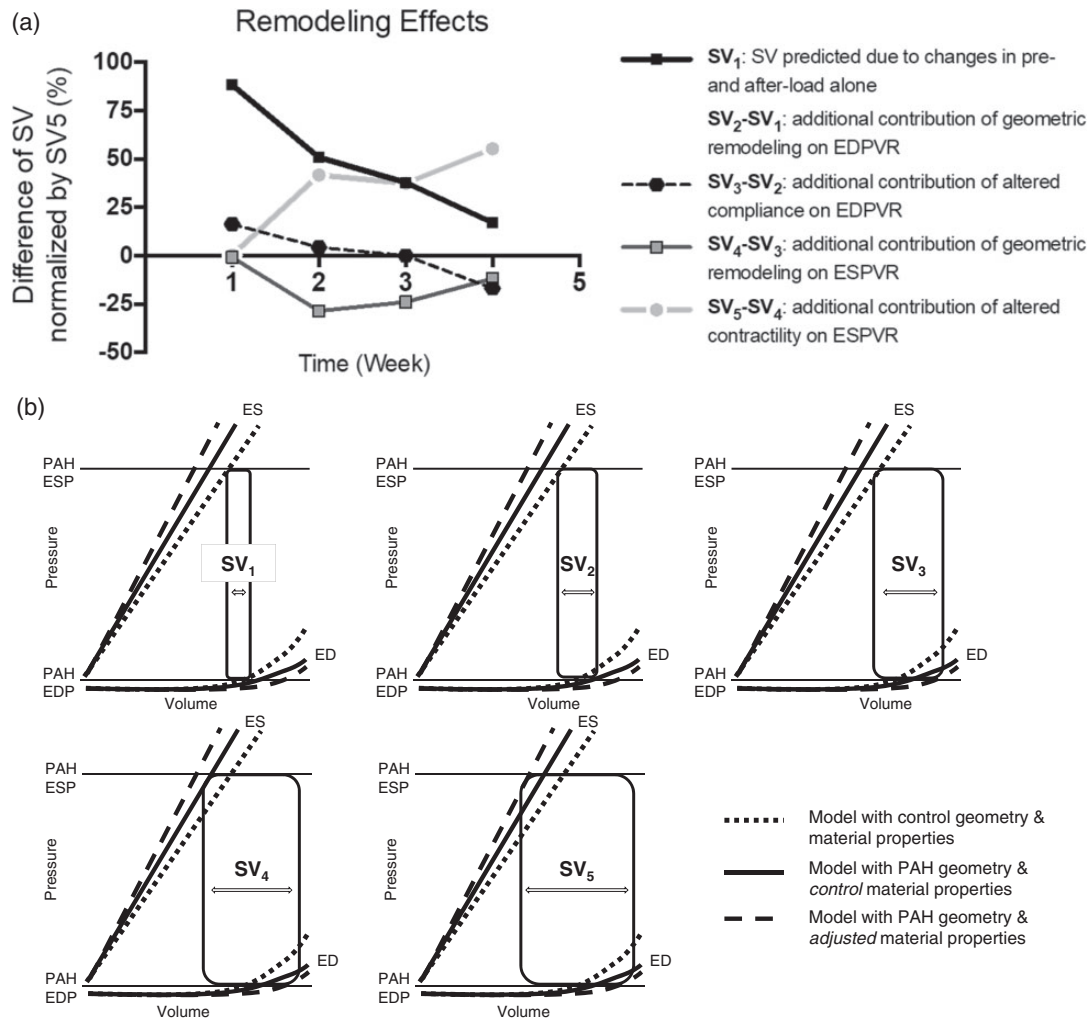 (a)
Remodeling Effects
Difference of SV
normalized by SV5 (%)
100
75
50
25
0
-25
-50
1
2
3
4
5
Time (Week)
SV1: SV predicted due to changes in pre-
and after-load alone
SV2-SV1: additional contribution of geometric
remodeling on EDPVR
SV3-SV2: additional contribution of altered
compliance on EDPVR
SV4-SV3: additional contribution of geometric
remodeling on ESPVR
SV5-SV4: additional contribution of altered
contractility on ESPVR
(b)
ES
PAH
ESP
Pressure
SV1
PAH
EDP
ED
Volume
ES
PAH
ESP
Pressure
SV2
PAH
EDP
ED
Volume
ES
PAH
ESP
Pressure
SV3
PAH
EDP
ED
Volume
ES
PAH
ESP
Pressure
SV4
PAH
EDP
ED
Volume
ES
PAH
ESP
Pressure
SV5
PAH
EDP
ED
Volume
Model with control geometry &
material properties
Model with PAH geometry &
control material properties
Model with PAH geometry &
adjusted material properties